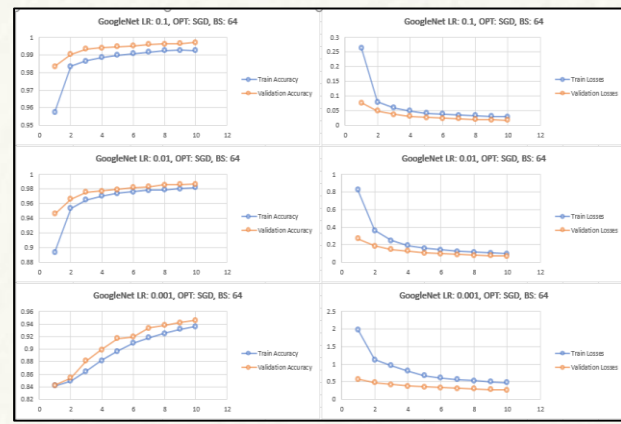 GoogleNet LR: 0.1, OPT: SGD, BS: 64
1
0.99
0.98
0.97
0.96
0.95
0 2 4 6 8 10 12
Train Accuracy
Validation Accuracy
GoogleNet LR: 0.1, OPT: SGD, BS: 64
0.3
0.25
0.2
0.15
0.1
0.05
0
0 2 4 6 8 10 12
Train Losses
Validation Losses
GoogleNet LR: 0.01, OPT: SGD, BS: 64
1
0.98
0.96
0.94
0.92
0.9
0.88
0 2 4 6 8 10 12
Train Accuracy
Validation Accuracy
GoogleNet LR: 0.01, OPT: SGD, BS: 64
1
0.8
0.6
0.4
0.2
0
0 2 4 6 8 10 12
Train Losses
Validation Losses
GoogleNet LR: 0.001, OPT: SGD, BS: 64
0.96
0.94
0.92
0.9
0.88
0.86
0.84
0.82
0 2 4 6 8 10 12
Train Accuracy
Validation Accuracy
GoogleNet LR: 0.001, OPT: SGD, BS: 64
2.5
2
1.5
1
0.5
0
0 2 4 6 8 10 12
Train Losses
Validation Losses